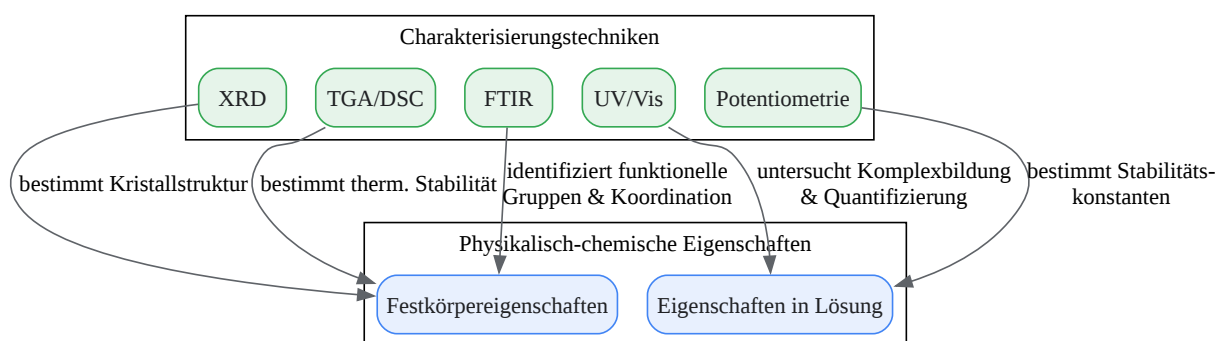 Charakterisierungstechniken
XRD
TGA/DSC
FTIR
UV/Vis
Potentiometrie
bestimmt Kristallstruktur
bestimmt therm. Stabilität
identifiziert funktionelle
Gruppen & Koordination
untersucht Komplexbildung
& Quantifizierung
bestimmt Stabilitäts-
konstanten
Physikalisch-chemische Eigenschaften
Festkörpereigenschaften
Eigenschaften in Lösung